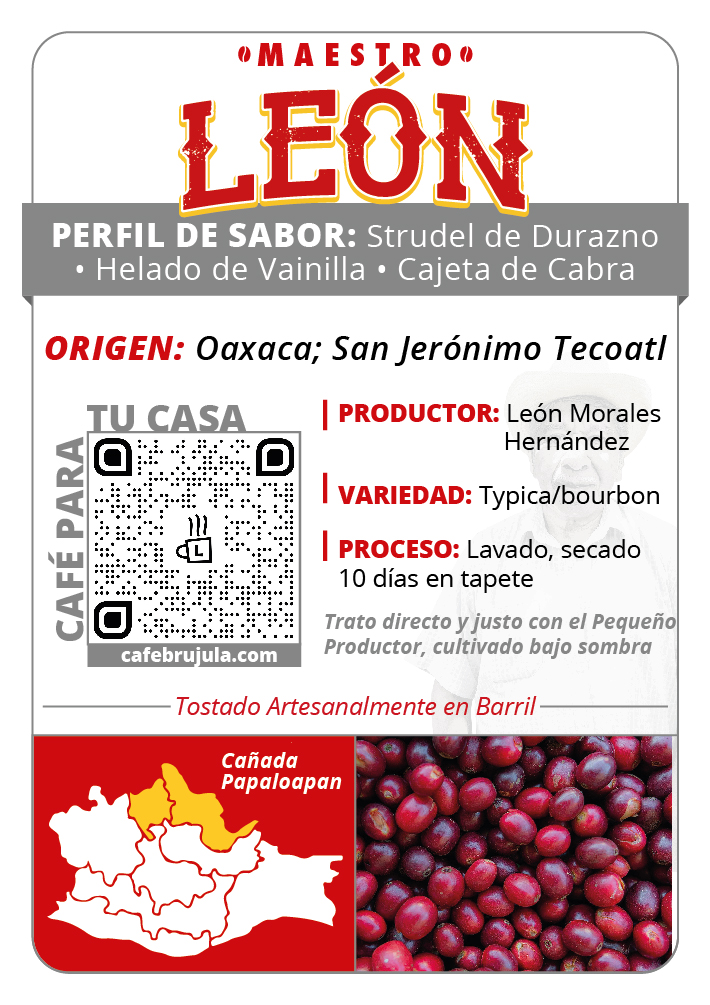 MAESTRO
LEÓN
PERFIL DE SABOR: Strudel de Durazno
• Helado de Vainilla • Cajeta de Cabra
ORIGEN: Oaxaca; San Jerónimo Tecoatl
CAFÉ PARA
TU CASA
L
cafebrujula.com
PRODUCTOR: León Morales
Hernández
VARIEDAD: Typica/bourbon
PROCESO: Lavado, secado
10 días en tapete
Trato directo y justo con el Pequeño
Productor, cultivado bajo sombra
Tostado Artesanalmente en Barril
Cañada
Papaloapan